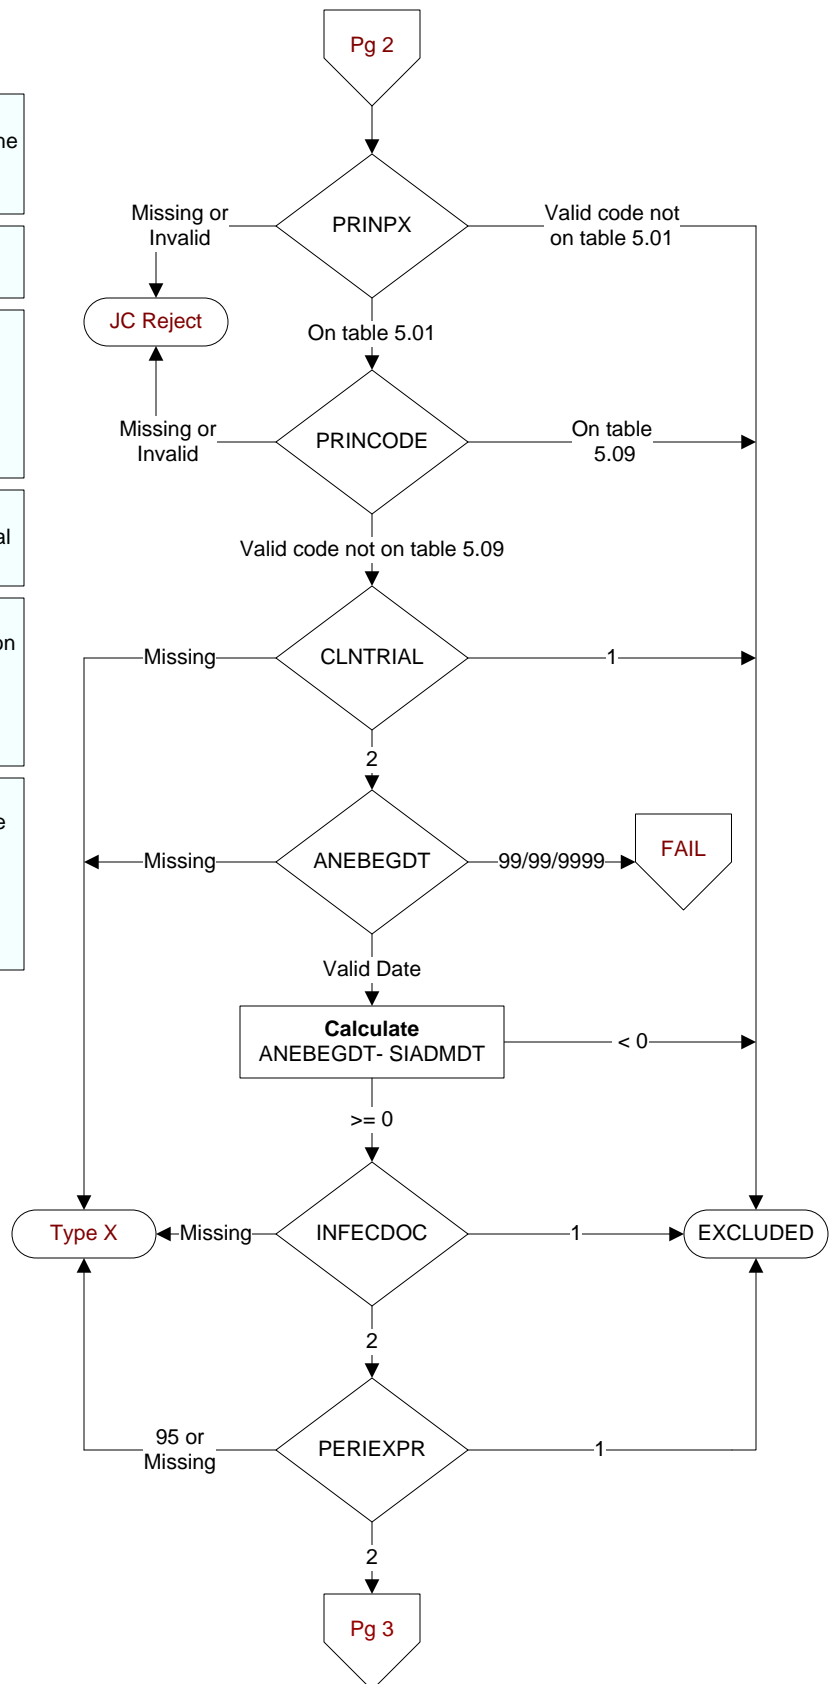 Pg 2
PRINPX
Missing or
Invalid
Valid code not
on table 5.01
JC Reject
On table 5.01
PRINCODE
Missing or
Invalid
On table
5.09
Valid code not on table 5.09
CLNTRIAL
Missing
1
2
ANEBEGDT
Missing
99/99/9999
FAIL
Valid Date
Calculate
ANEBEGDT- SIADMDT
< 0
>= 0
INFECDOC
Missing
Type X
1
EXCLUDED
2
PERIEXPR
95 or
Missing
1
2
Pg 3